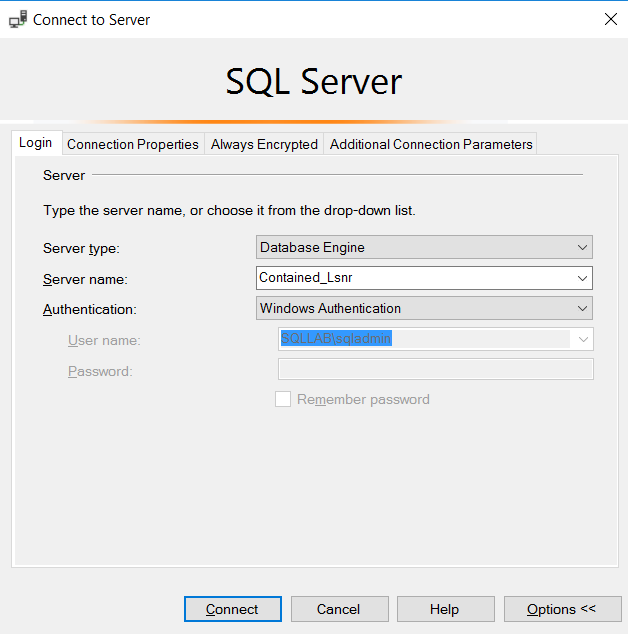 Connect to Server
SQL Server
Login Connection Properties Always Encrypted Additional Connection Parameters
Server
Type the server name, or choose it from the drop-down list.
Server type: Database Engine
Server name: Contained_Lsnr
Authentication: Windows Authentication
User name: SQLLAB\sqladmin
Password:
Remember password
Connect Cancel Help Options <<